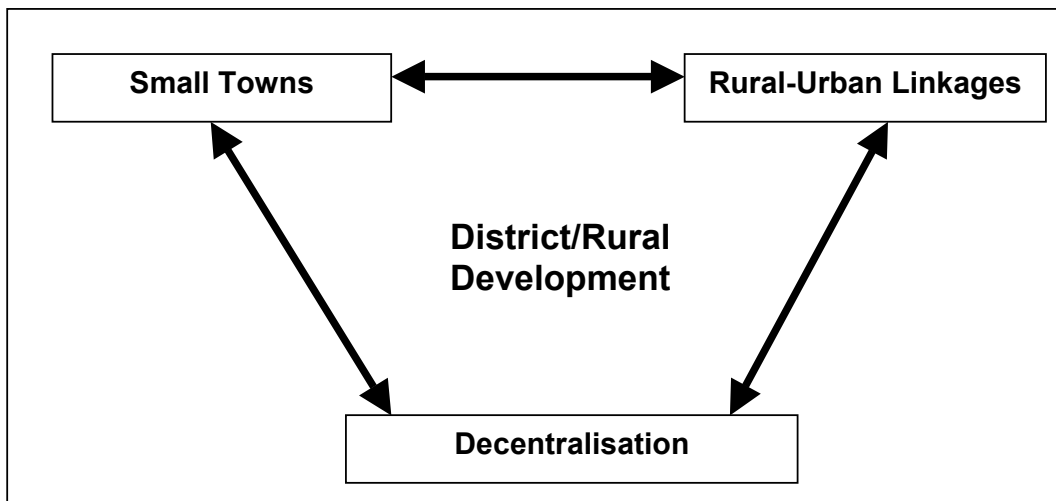 Small Towns
Rural-Urban Linkages
District/Rural
Development
Decentralisation